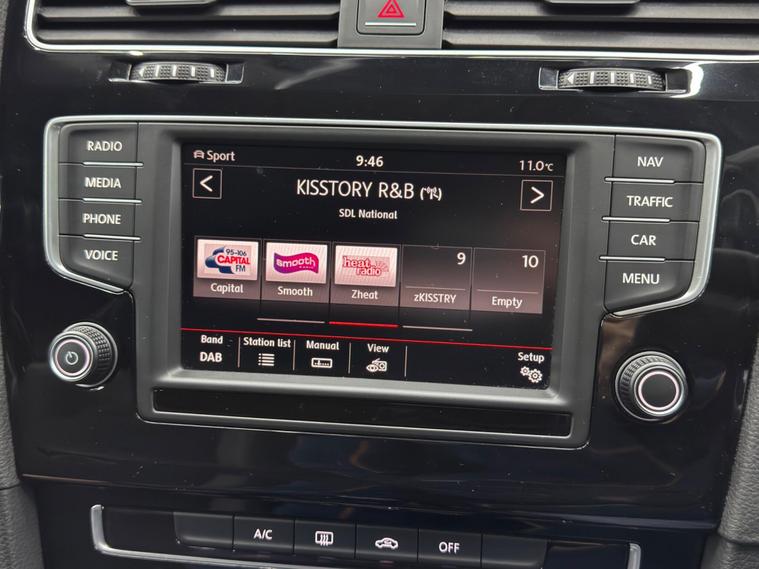 Sport
9:46
11.0°C
KISSTORY R&B
SDL National
95-106
CAPITAL
FM
smooth
heat
radio
9
10
Capital
Smooth
Zheat
zKISSTRY
Empty
Band
DAB
Station list
Manual
View
Setup
RADIO
MEDIA
PHONE
VOICE
NAV
TRAFFIC
CAR
MENU
A/C
OFF